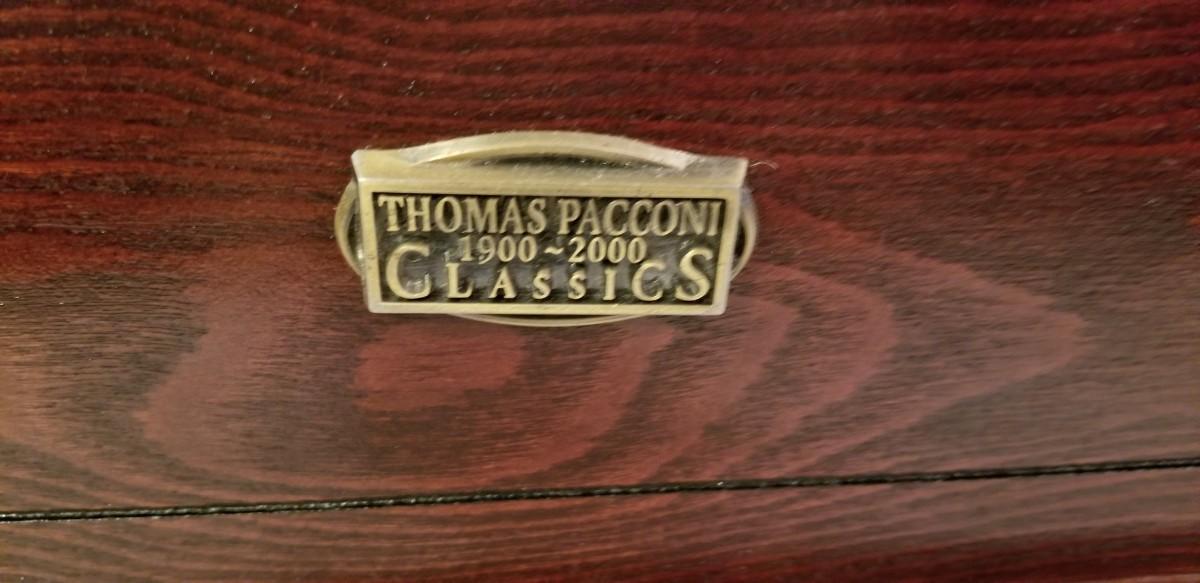 THOMAS PACCONI
1900~2000
CLASSICS